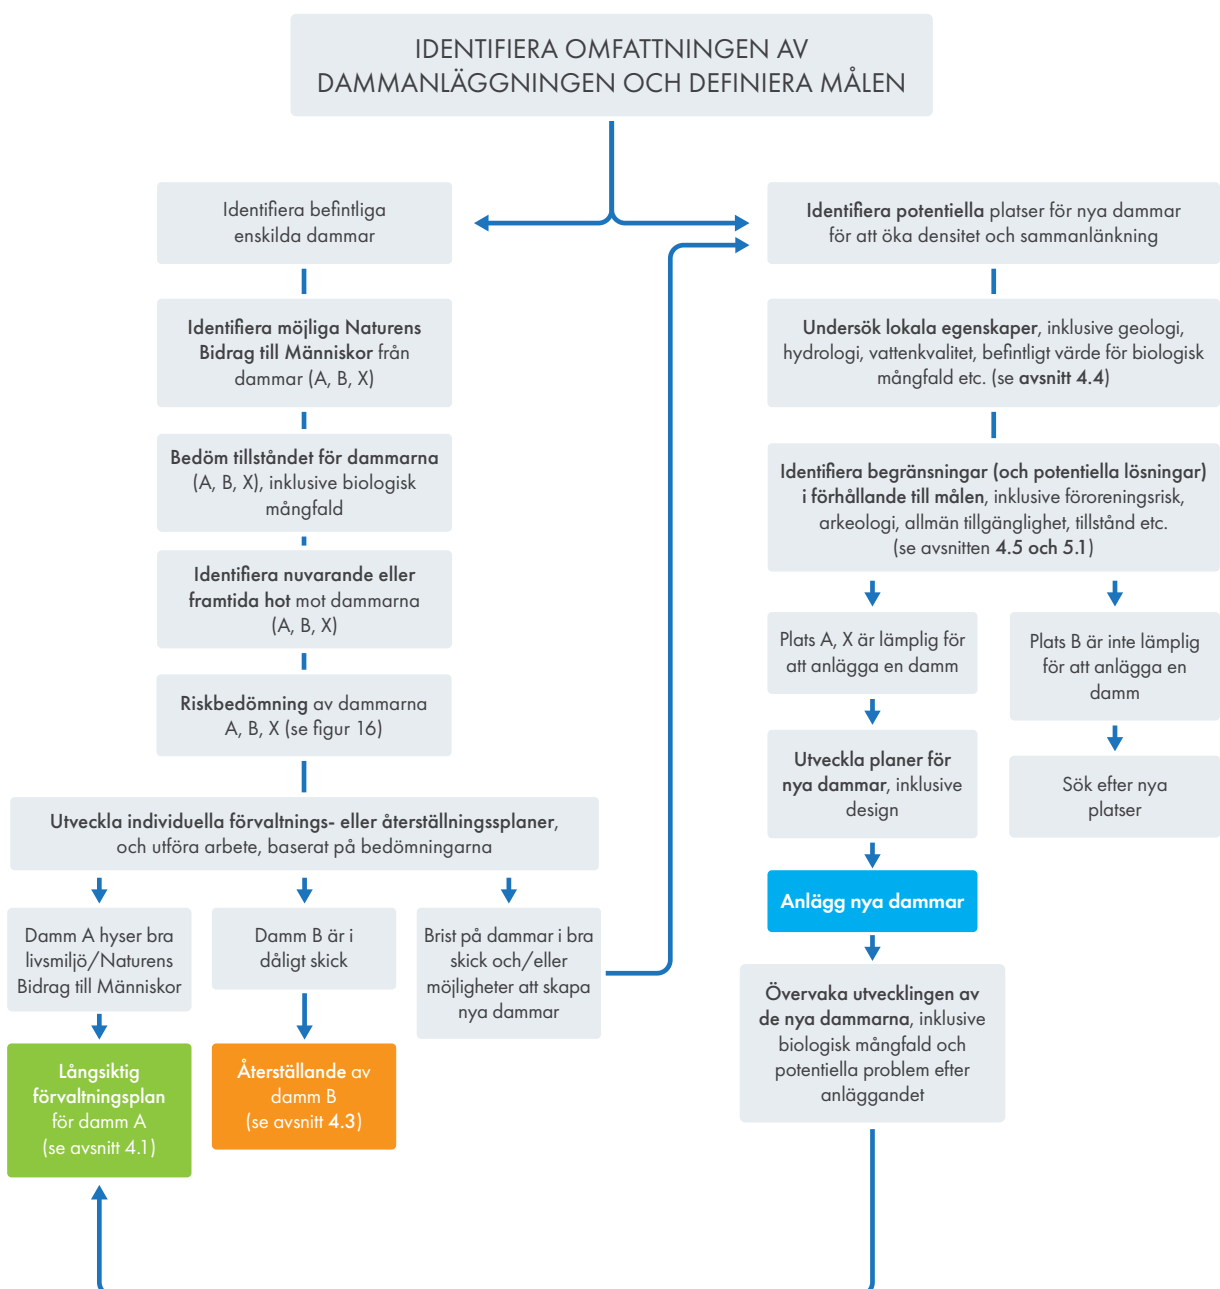 IDENTIFIERA OMFATTNINGEN AV
DAMMANLÄGGNINGEN OCH DEFINIERA MÅLEN
Identifiera befintliga
enskilda dammar
Identifiera möjliga Naturens
Bidrag till Människor från
dammar (A, B, X)
Bedöm tillståndet för dammarna
(A, B, X), inklusive biologisk
mångfald
Identifiera nuvarande eller
framtida hot mot dammarna
(A, B, X)
Riskbedömning av dammarna
A, B, X (se figur 16)
Utveckla individuella förvaltnings- eller återställningssplaner,
och utföra arbete, baserat på bedömningarna
Damm A hyser bra
livsmiljö/Naturens
Bidrag till Människor
Damm B är i
dåligt skick
Brist på dammar i bra
skick och/eller
möjligheter att skapa
nya dammar
Långsiktig
förvaltningsplan
för damm A
(se avsnitt 4.1)
Återställande av
damm B
(se avsnitt 4.3)
Identifiera potentiella platser för nya dammar
för att öka densitet och sammanlänkning
Undersök lokala egenskaper, inklusive geologi,
hydrologi, vattenkvalitet, befintligt värde för biologisk
mångfald etc. (se avsnitt 4.4)
Identifiera begränsningar (och potentiella lösningar)
i förhållande till målen, inklusive föroreningsrisk,
arkeologi, allmän tillgänglighet, tillstånd etc.
(se avsnitten 4.5 och 5.1)
Plats A, X är lämplig för
att anlägga en damm
Plats B är inte lämplig
för att anlägga en
damm
Utveckla planer för
nya dammar, inklusive
design
Sök efter nya
platser
Anlägg nya dammar
Övervaka utvecklingen av
de nya dammarna, inklusive
biologisk mångfald och
potentiella problem efter
anläggandet